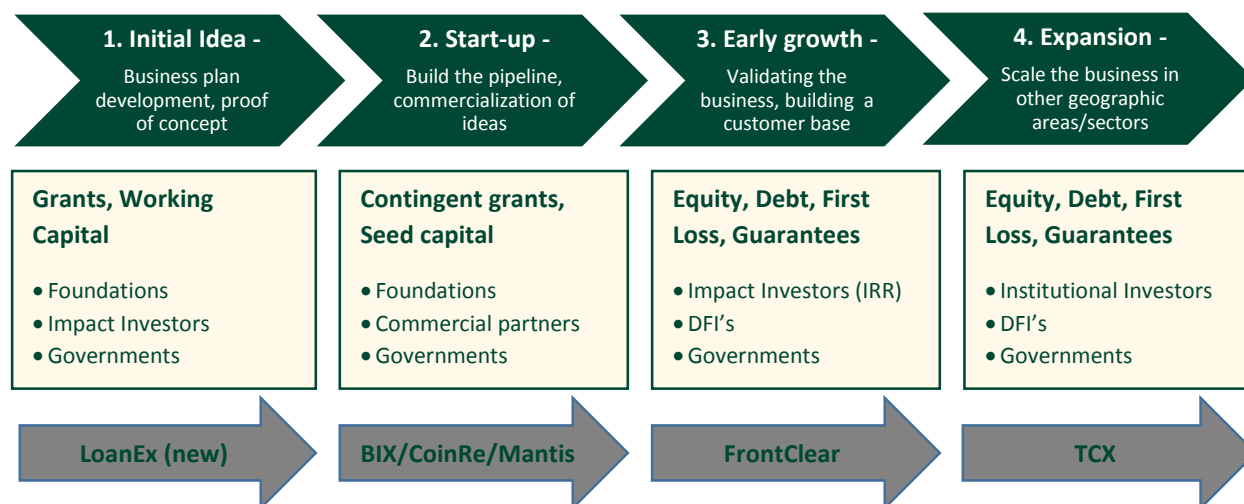 1. Initial Idea -
Business plan
development, proof
of concept
2. Start-up -
Build the pipeline,
commercialization of
ideas
3. Early growth -
Validating the
business, building a
customer base
4. Expansion -
Scale the business in
other geographic
areas/sectors
Grants, Working
Capital
• Foundations
• Impact Investors
• Governments
Contingent grants,
Seed capital
• Foundations
• Commercial partners
• Governments
Equity, Debt, First
Loss, Guarantees
• Impact Investors (IRR)
• DFI's
• Governments
Equity, Debt, First
Loss, Guarantees
• Institutional Investors
• DFI's
• Governments
LoanEx (new)
BIX/CoinRe/Mantis
FrontClear
TCX